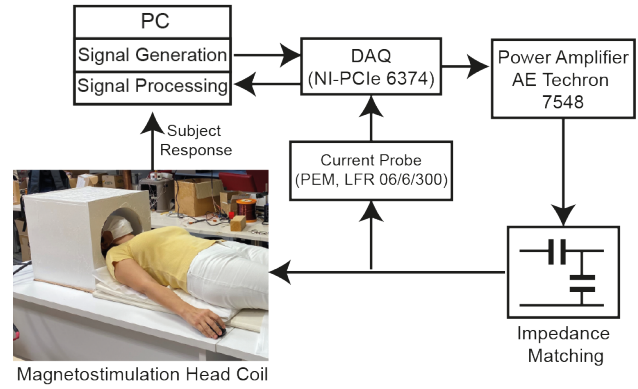 PC
Signal Generation
Signal Processing
DAQ
(NI-PCIe 6374)
Power Amplifier
AE Techron
7548
Subject
Response
Current Probe
(PEM, LFR 06/6/300)
Impedance
Matching
Magnetostimulation Head Coil